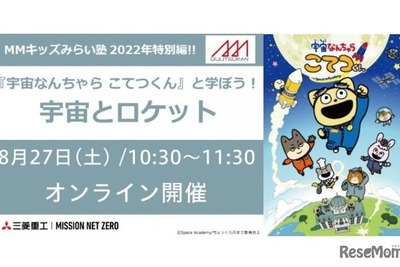 MMキッズみらい塾 2022年特別編!!
『宇宙なんちゃら こてつくん』と学ぼう！
宇宙とロケット
8月27日（土）/10:30～11:30
オンライン開催
三菱重工 | MISSION NET ZERO
宇宙なんちゃら
こてつくん
ReseMom